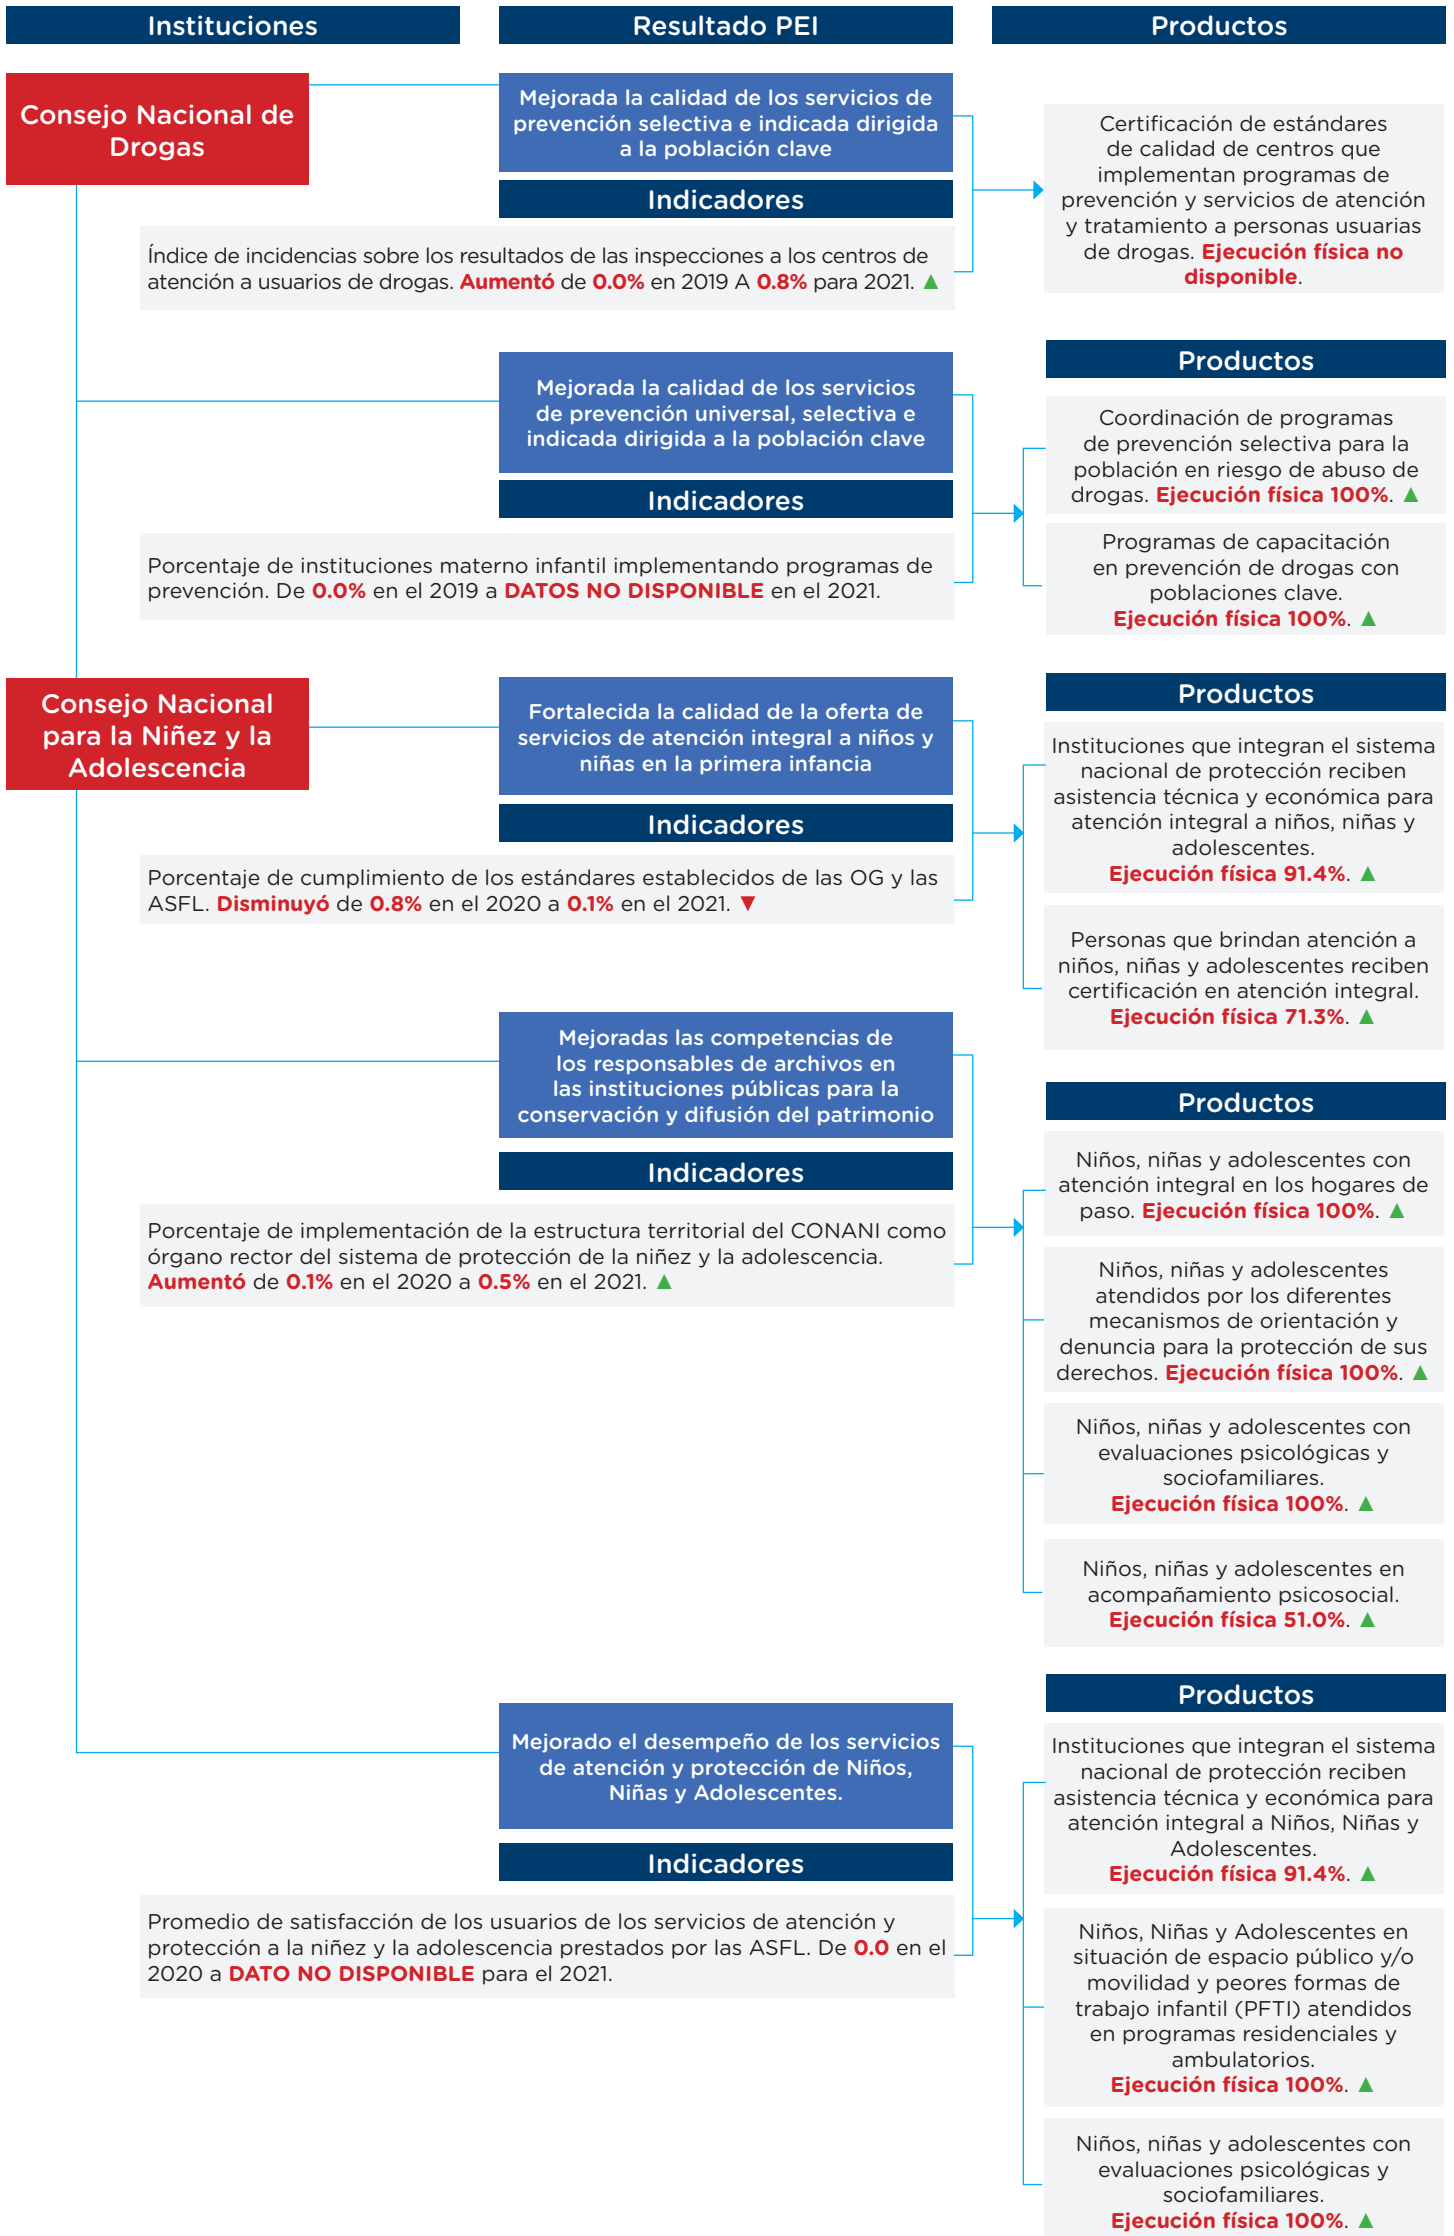 Instituciones
Resultado PEI
Productos
Consejo Nacional de
Drogas
Mejorada la calidad de los servicios de
prevención selectiva e indicada dirigida
a la población clave
Indicadores
Índice de incidencias sobre los resultados de las inspecciones a los centros de
atención a usuarios de drogas. Aumentó de 0.0% en 2019 A 0.8% para 2021. ▲
Certificación de estándares
de calidad de centros que
implementan programas de
prevención y servicios de atención
y tratamiento a personas usuarias
de drogas. Ejecución física no
disponible.
Mejorada la calidad de los servicios
de prevención universal, selectiva e
indicada dirigida a la población clave
Indicadores
Porcentaje de instituciones materno infantil implementando programas de
prevención. De 0.0% en el 2019 a DATOS NO DISPONIBLE en el 2021.
Productos
Coordinación de programas
de prevención selectiva para la
población en riesgo de abuso de
drogas. Ejecución física 100%. ▲
Programas de capacitación
en prevención de drogas con
poblaciones clave.
Ejecución física 100%. ▲
Consejo Nacional
para la Niñez y la
Adolescencia
Fortalecida la calidad de la oferta de
servicios de atención integral a niños y
niñas en la primera infancia
Indicadores
Porcentaje de cumplimiento de los estándares establecidos de las OG y las
ASFL. Disminuyó de 0.8% en el 2020 a 0.1% en el 2021. ▼
Productos
Instituciones que integran el sistema
nacional de protección reciben
asistencia técnica y económica para
atención integral a niños, niñas y
adolescentes.
Ejecución física 91.4%. ▲
Personas que brindan atención a
niños, niñas y adolescentes reciben
certificación en atención integral.
Ejecución física 71.3%. ▲
Mejoradas las competencias de
los responsables de archivos en
las instituciones públicas para la
conservación y difusión del patrimonio
Indicadores
Porcentaje de implementación de la estructura territorial del CONANI como
órgano rector del sistema de protección de la niñez y la adolescencia.
Aumentó de 0.1% en el 2020 a 0.5% en el 2021. ▲
Productos
Niños, niñas y adolescentes con
atención integral en los hogares de
paso. Ejecución física 100%. ▲
Niños, niñas y adolescentes
atendidos por los diferentes
mecanismos de orientación y
denuncia para la protección de sus
derechos. Ejecución física 100%. ▲
Niños, niñas y adolescentes con
evaluaciones psicológicas y
sociofamiliares.
Ejecución física 100%. ▲
Niños, niñas y adolescentes en
acompañamiento psicosocial.
Ejecución física 51.0%. ▲
Mejorado el desempeño de los servicios
de atención y protección de Niños,
Niñas y Adolescentes.
Indicadores
Promedio de satisfacción de los usuarios de los servicios de atención y
protección a la niñez y la adolescencia prestados por las ASFL. De 0.0 en el
2020 a DATO NO DISPONIBLE para el 2021.
Productos
Instituciones que integran el sistema
nacional de protección reciben
asistencia técnica y económica para
atención integral a Niños, Niñas y
Adolescentes.
Ejecución física 91.4%. ▲
Niños, Niñas y Adolescentes en
situación de espacio público y/o
movilidad y peores formas de
trabajo infantil (PFTI) atendidos
en programas residenciales y
ambulatorios.
Ejecución física 100%. ▲
Niños, niñas y adolescentes con
evaluaciones psicológicas y
sociofamiliares.
Ejecución física 100%. ▲